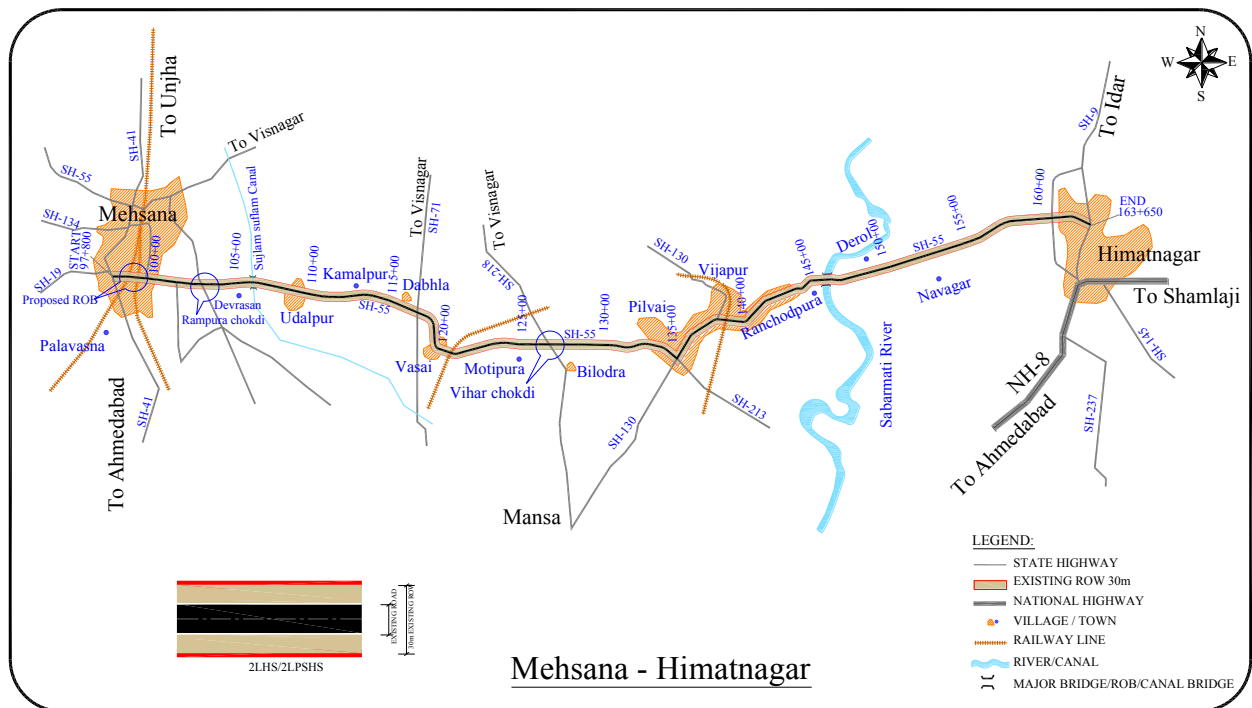 N
W
E
S
To Unjha
SH-41
To Visnagar
SH-55
Mehsana
SH-134
SH-19
START
97+800
100+00
Proposed ROB
Palavasna
To Ahmedabad
SH-41
Rampura chokdi
Devrasan
105+00
Sujlam suflam Canal
110+00
Udalpur
Kamalpur
SH-55
115+00
Dabhla
To Visnagar
SH-71
120+00
Vasai
To Visnagar
SH-218
125+00
Motipura
Vihar chokdi
SH-55
130+00
Bilodra
Mansa
SH-130
SH-130
Pilvai
135+00
Vijapur
140+00
SH-213
Ranchodpura
145+00
Derol
150+00
Sabarmati River
SH-55
155+00
Navagar
160+00
SH-9
To Idar
END
163+650
Himatnagar
To Shamlaji
SH-145
NH-8
To Ahmedabad
SH-237
LEGEND:
STATE HIGHWAY
EXISTING ROW 30m
NATIONAL HIGHWAY
VILLAGE / TOWN
RAILWAY LINE
RIVER/CANAL
MAJOR BRIDGE/ROB/CANAL BRIDGE
EXISTING ROAD
30m EXISTING ROW
2LHS/2LPSHS
Mehsana - Himatnagar